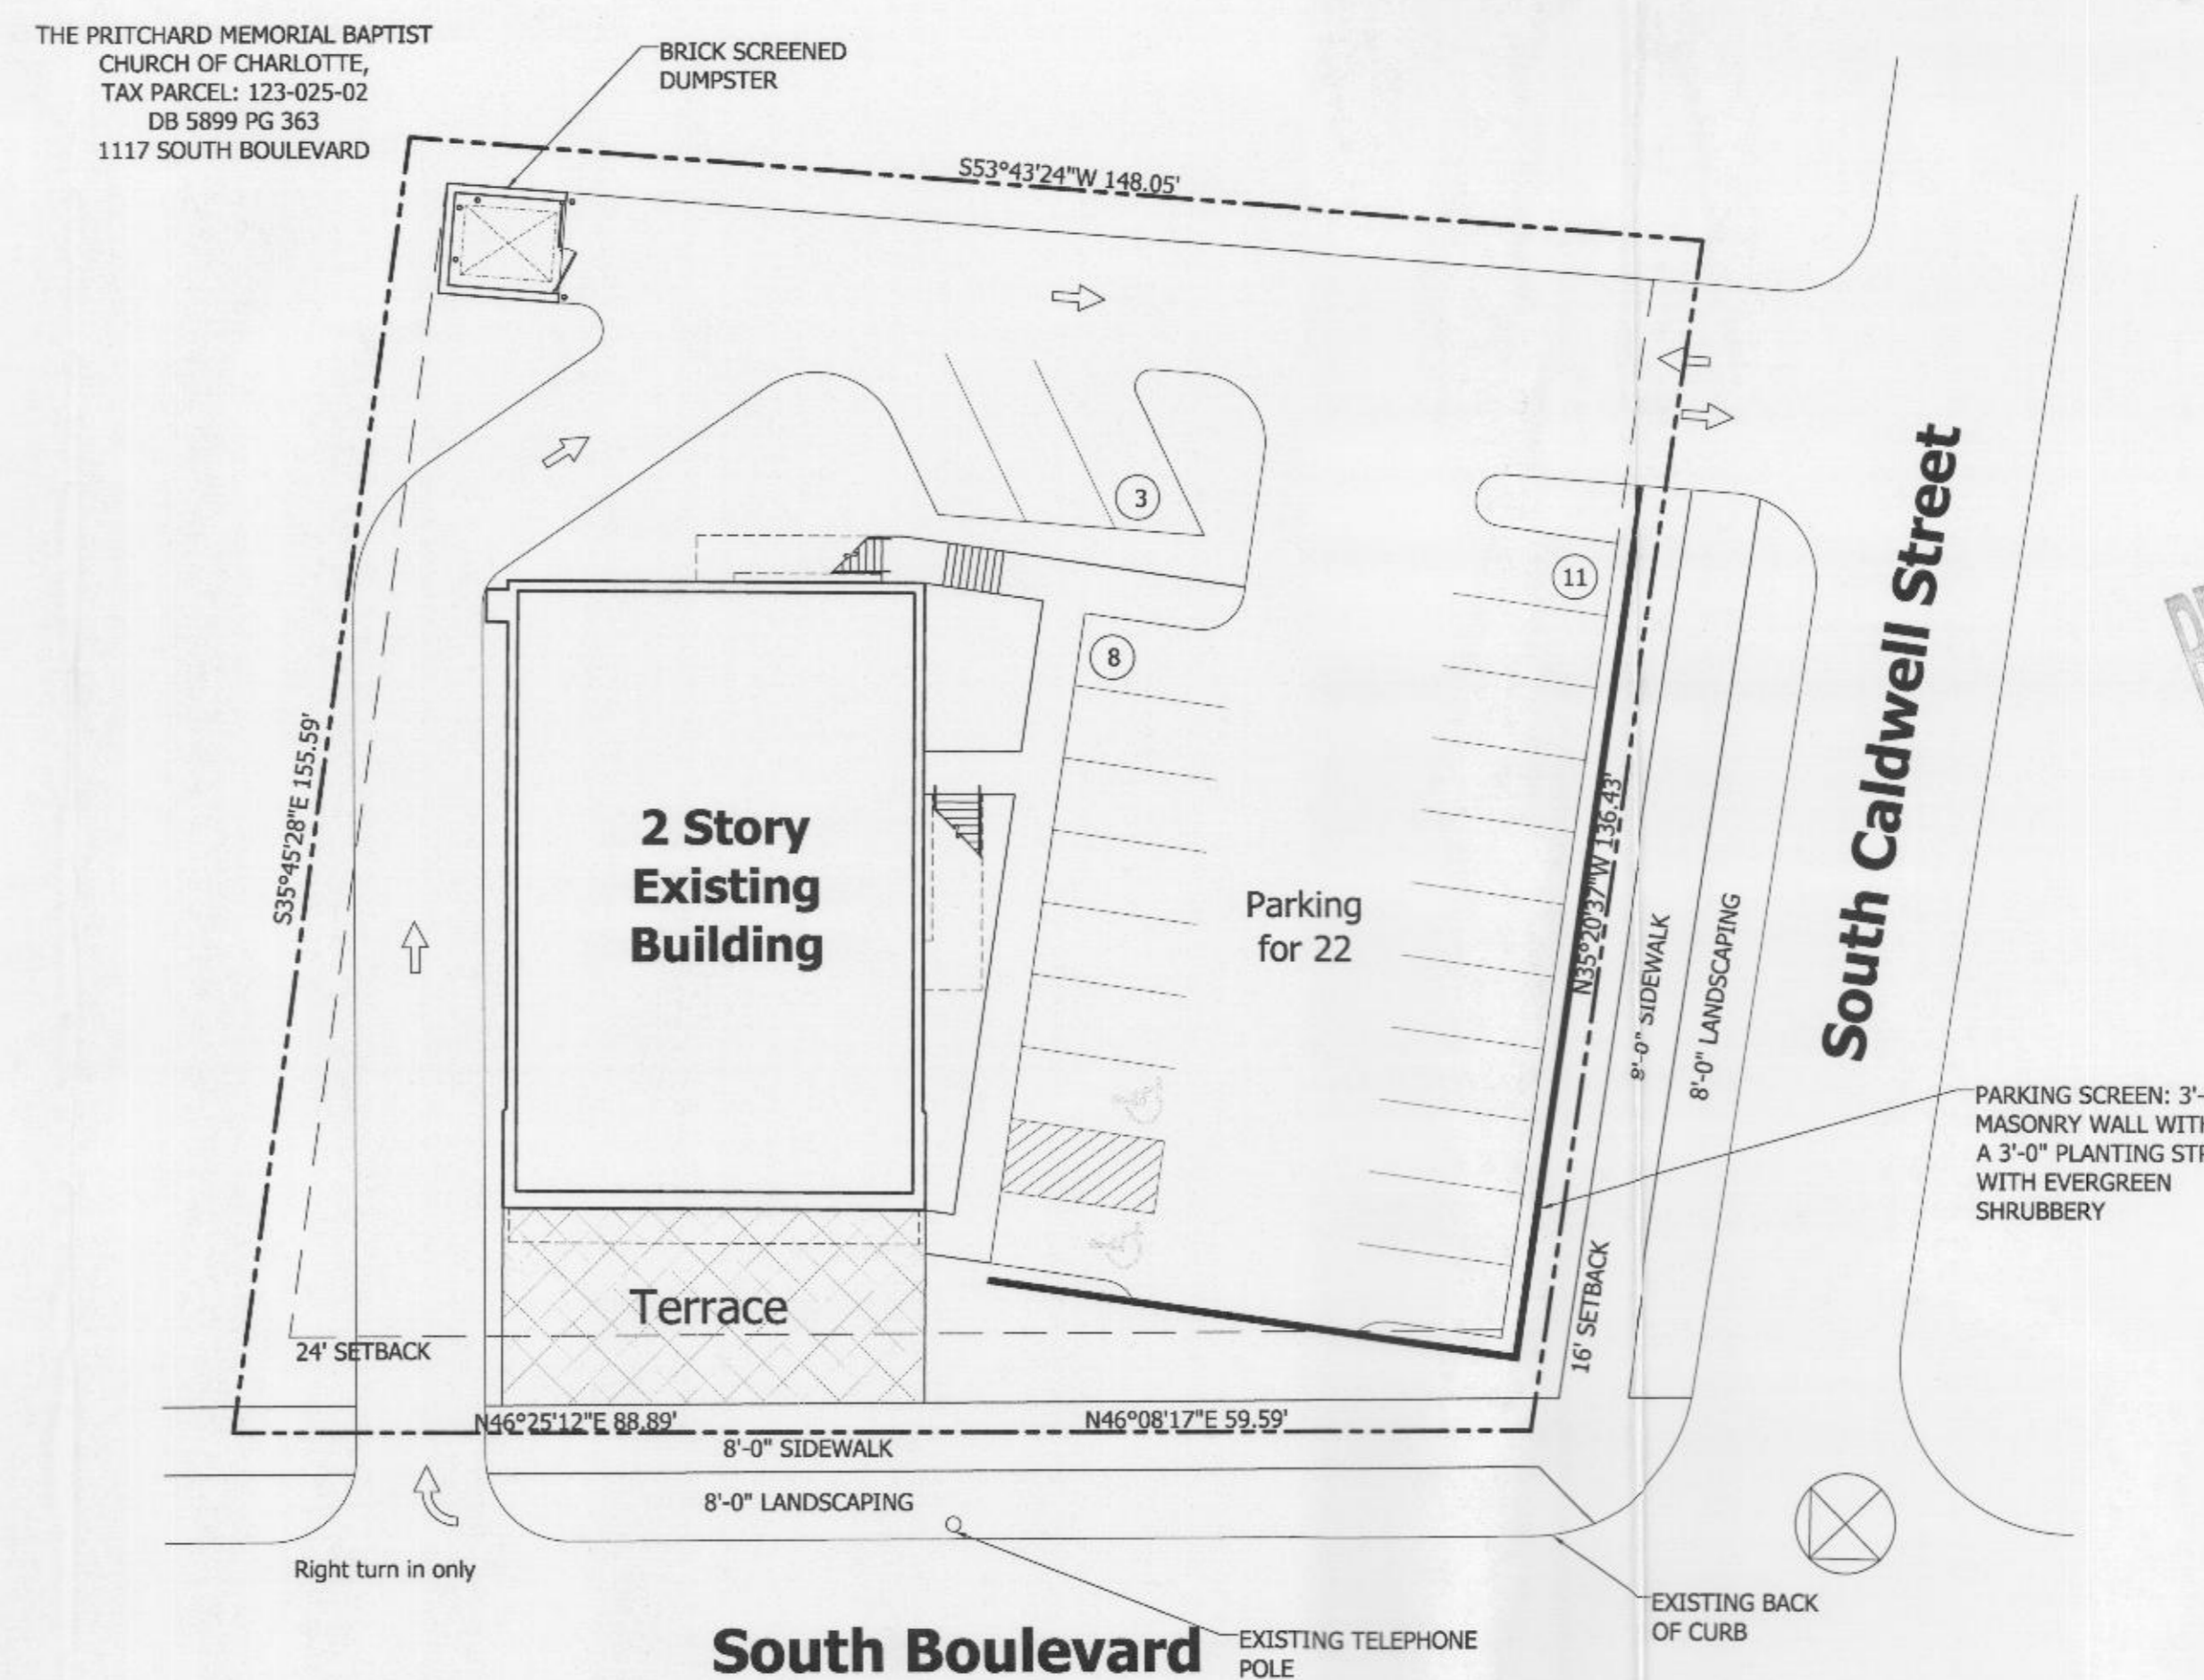 THE PRITCHARD MEMORIAL BAPTIST
CHURCH OF CHARLOTTE,
TAX PARCEL: 123-025-02
DB 5899 PG 363
1117 SOUTH BOULEVARD
BRICK SCREENED
DUMPSTER
S53°43'24"W 148.05'
3
11
8
S35°45'28"E 155.59'
2 Story
Existing
Building
Parking
for 22
N35°20'37"W 136.43'
8'-0" SIDEWALK
8'-0" LANDSCAPING
South Caldwell Street
PARKING SCREEN: 3'-
MASONRY WALL WITH
A 3'-0" PLANTING
WITH EVERGREEN
SHRUBBERY
Terrace
16' SETBACK
24' SETBACK
N46°25'12"E 88.89'
N46°08'17"E 59.59'
8'-0" SIDEWALK
8'-0" LANDSCAPING
Right turn in only
EXISTING BACK
OF CURB
South Boulevard
EXISTING TELEPHONE
POLE